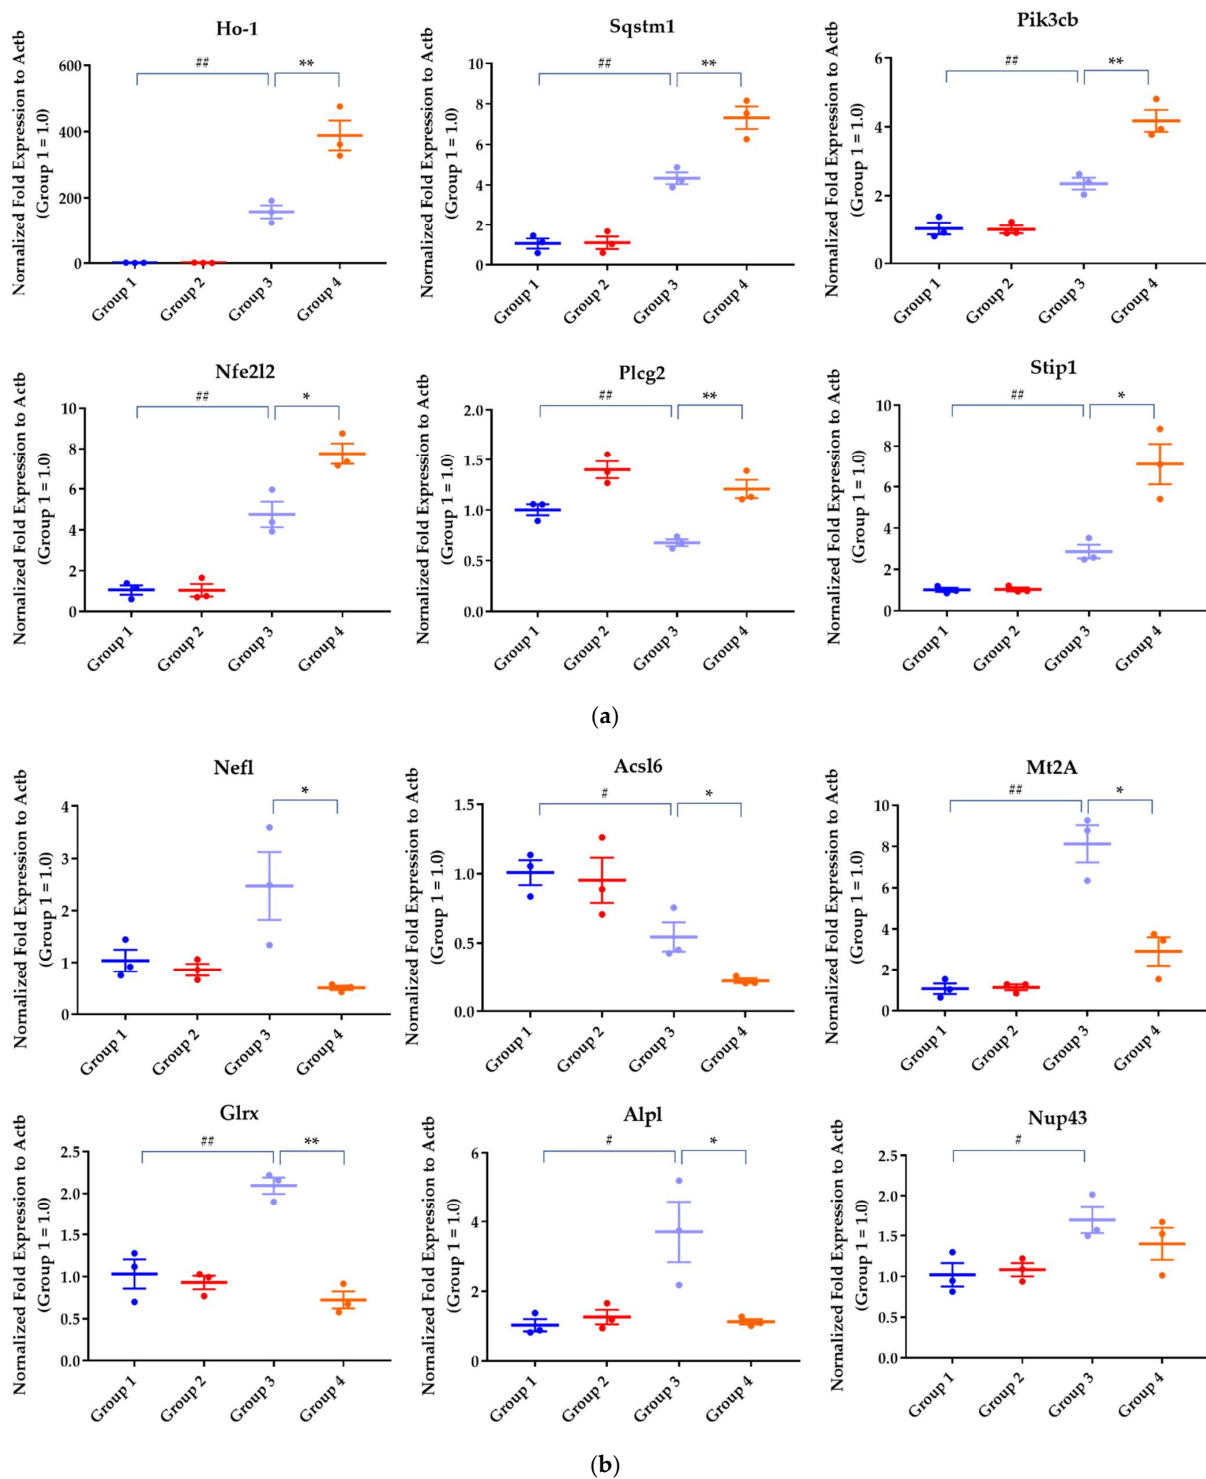 Ho-1
Nornalized Fold Expression to Actb
(Group 1 = 1.0)
##
**
600
400
200
0
Group 1
Group 2
Group 3
Group 4
Sqstm1
Nornalized Fold Expression to Actb
(Group 1 = 1.0)
##
**
10
8
6
4
2
0
Group 1
Group 2
Group 3
Group 4
Pik3cb
Nornalized Fold Expression to Actb
(Group 1 = 1.0)
##
**
6
4
2
0
Group 1
Group 2
Group 3
Group 4
Nfe2l2
Nornalized Fold Expression to Actb
(Group 1 = 1.0)
##
*
10
8
6
4
2
0
Group 1
Group 2
Group 3
Group 4
Plcg2
Nornalized Fold Expression to Actb
(Group 1 = 1.0)
##
**
2.0
1.5
1.0
0.5
0.0
Group 1
Group 2
Group 3
Group 4
Stip1
Nornalized Fold Expression to Actb
(Group 1 = 1.0)
##
*
10
8
6
4
2
0
Group 1
Group 2
Group 3
Group 4
(a)
Nefl
Nornalized Fold Expression to Actb
(Group 1 = 1.0)
*
4
3
2
1
0
Group 1
Group 2
Group 3
Group 4
Acsl6
Nornalized Fold Expression to Actb
(Group 1 = 1.0)
#
*
1.5
1.0
0.5
0.0
Group 1
Group 2
Group 3
Group 4
Mt2A
Nornalized Fold Expression to Actb
(Group 1 = 1.0)
##
*
10
8
6
4
2
0
Group 1
Group 2
Group 3
Group 4
Glrx
Nornalized Fold Expression to Actb
(Group 1 = 1.0)
##
**
2.5
2.0
1.5
1.0
0.5
0.0
Group 1
Group 2
Group 3
Group 4
Alpl
Nornalized Fold Expression to Actb
(Group 1 = 1.0)
#
*
6
4
2
0
Group 1
Group 2
Group 3
Group 4
Nup43
Nornalized Fold Expression to Actb
(Group 1 = 1.0)
#
2.5
2.0
1.5
1.0
0.5
0.0
Group 1
Group 2
Group 3
Group 4
(b)